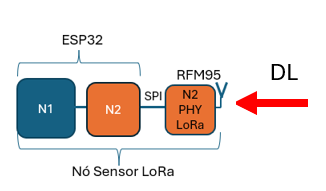 ESP32
RFM95
DL
SPI
N1
N2
N2
PHY
LoRa
Nó Sensor LoRa